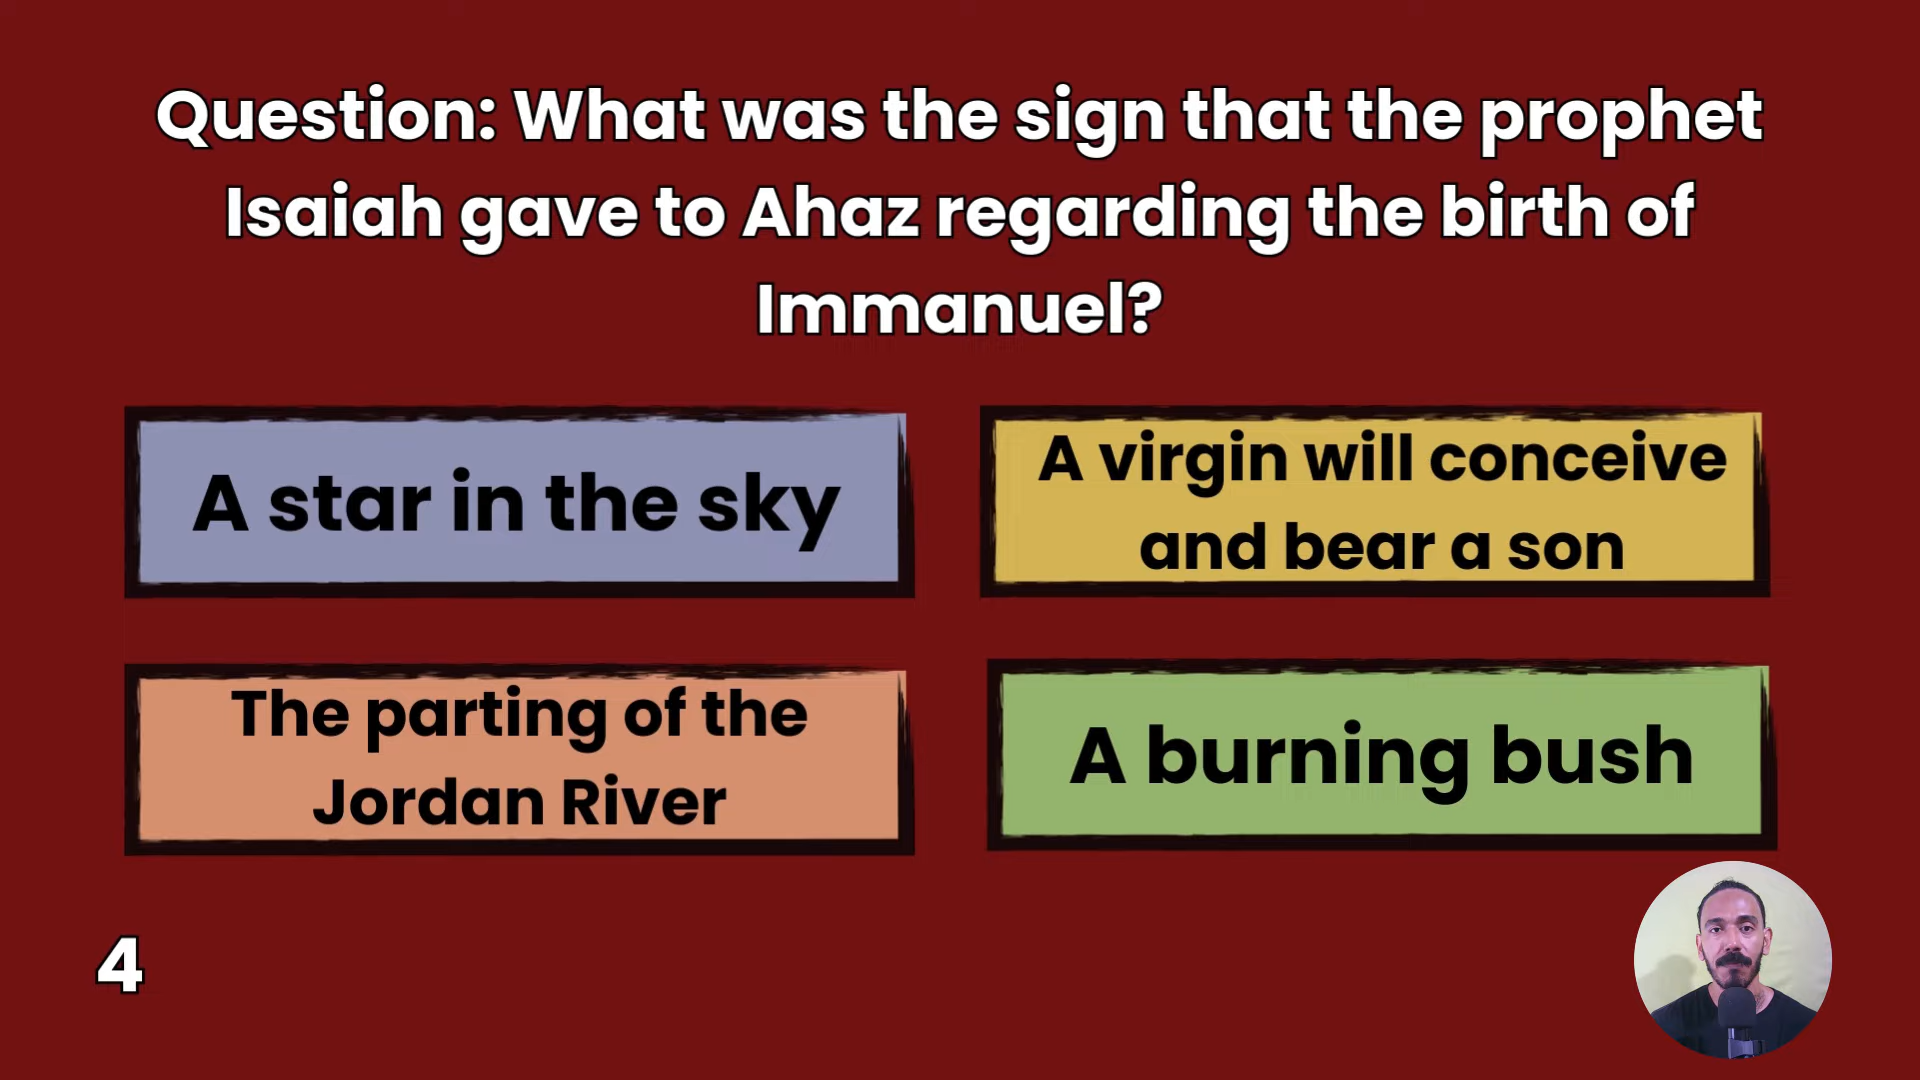 Question: What was the sign that the prophet
Isaiah gave to Ahaz regarding the birth of
Immanuel?
A star in the sky
A virgin will conceive
and bear a son
The parting of the
Jordan River
A burning bush
4